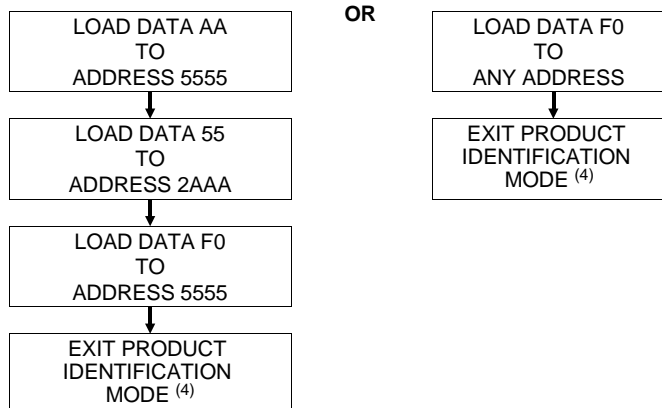 LOAD DATA AA
TO
ADDRESS 5555
LOAD DATA 55
TO
ADDRESS 2AAA
LOAD DATA F0
TO
ADDRESS 5555
EXIT PRODUCT
IDENTIFICATION
MODE (4)
OR
LOAD DATA F0
TO
ANY ADDRESS
EXIT PRODUCT
IDENTIFICATION
MODE (4)